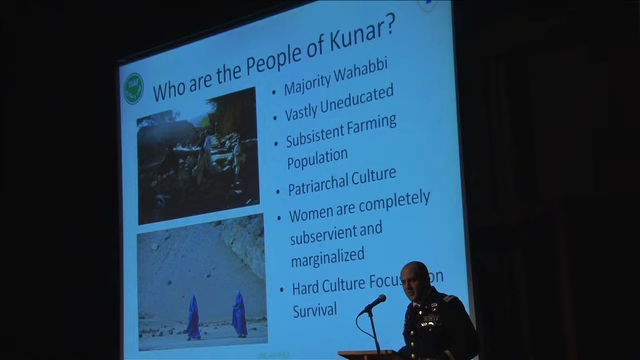 Who are the People of Kunar?
• Majority Wahabbi
• Vastly Uneducated
• Subsistent Farming
Population
• Patriarchal Culture
• Women are completely
subservient and
marginalized
• Hard Culture Focus on
Survival